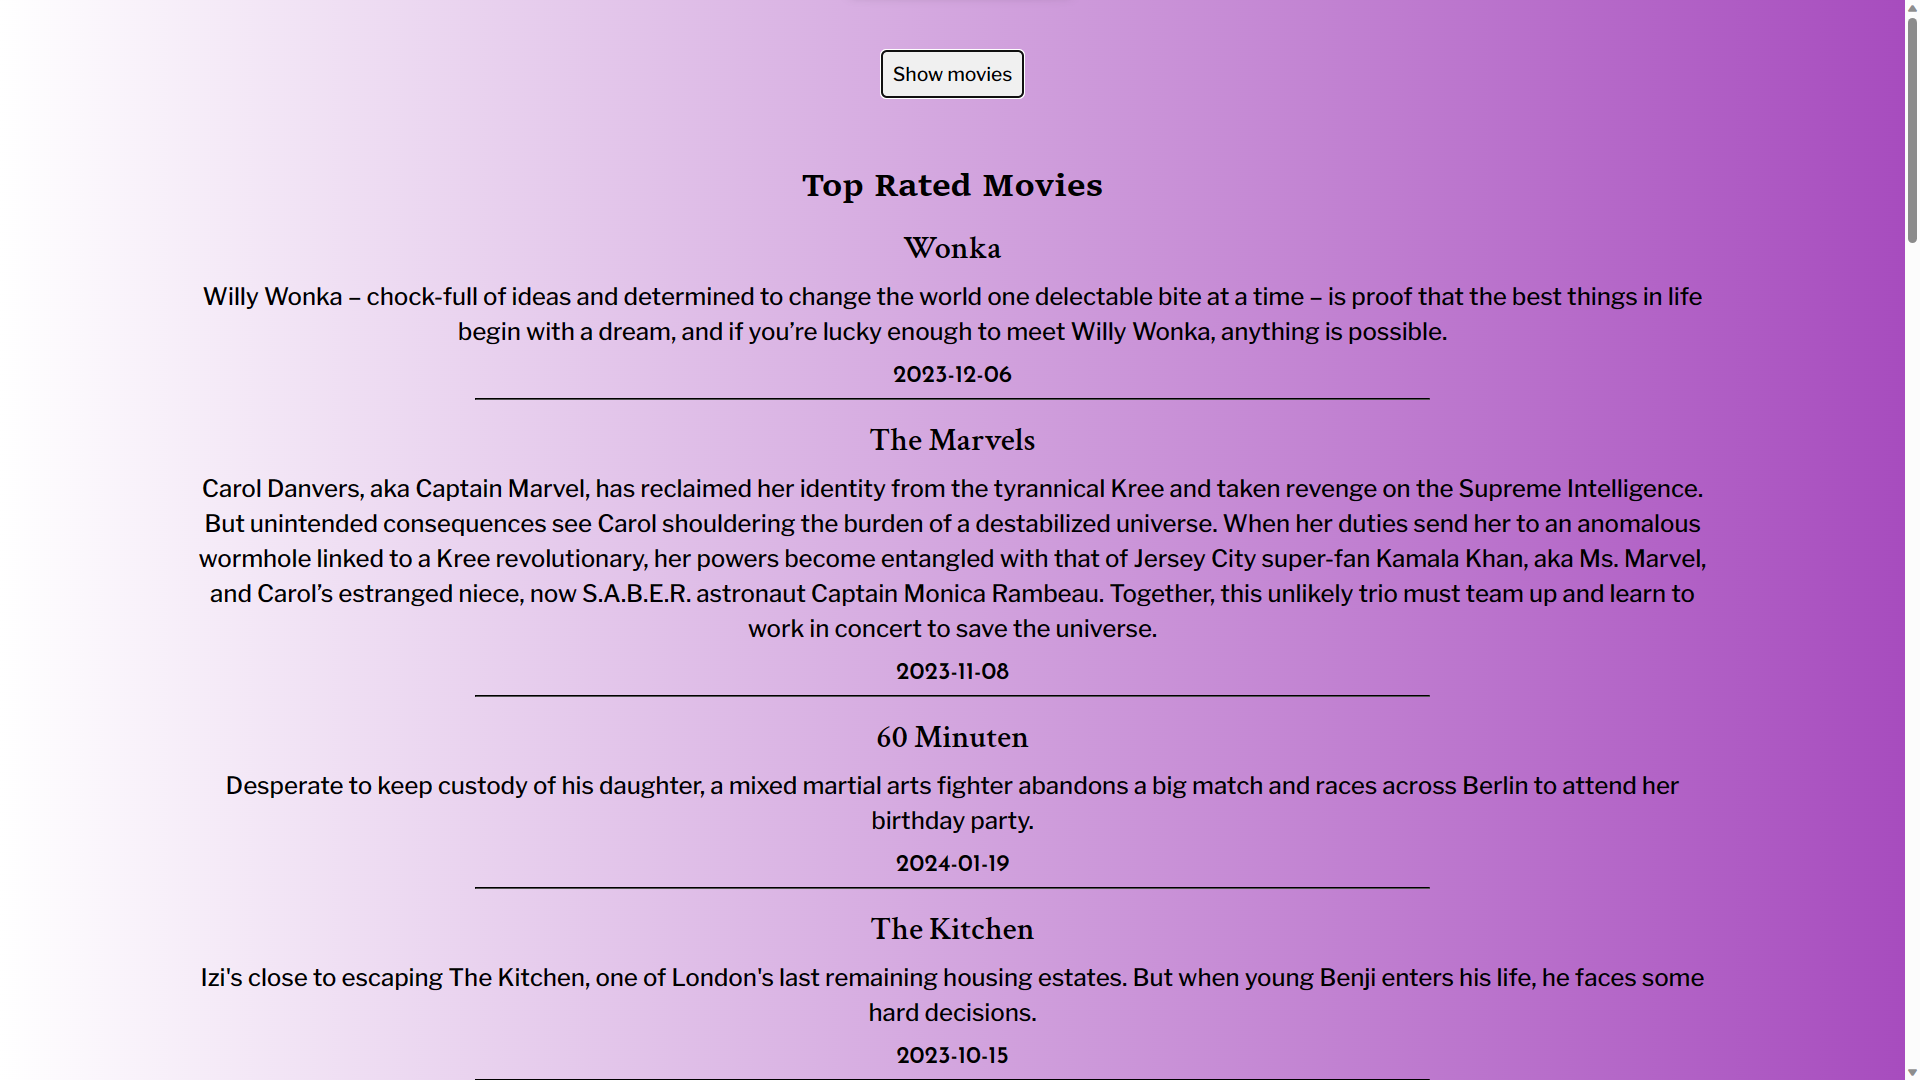 Show movies
Top Rated Movies
Wonka
Willy Wonka – chock-full of ideas and determined to change the world one delectable bite at a time – is proof that the best things in life
begin with a dream, and if you’re lucky enough to meet Willy Wonka, anything is possible.
2023-12-06
The Marvels
Carol Danvers, aka Captain Marvel, has reclaimed her identity from the tyrannical Kree and taken revenge on the Supreme Intelligence.
But unintended consequences see Carol shouldering the burden of a destabilized universe. When her duties send her to an anomalous
wormhole linked to a Kree revolutionary, her powers become entangled with that of Jersey City super-fan Kamala Khan, aka Ms. Marvel,
and Carol’s estranged niece, now S.A.B.E.R. astronaut Captain Monica Rambeau. Together, this unlikely trio must team up and learn to
work in concert to save the universe.
2023-11-08
60 Minuten
Desperate to keep custody of his daughter, a mixed martial arts fighter abandons a big match and races across Berlin to attend her
birthday party.
2024-01-19
The Kitchen
Izi's close to escaping The Kitchen, one of London's last remaining housing estates. But when young Benji enters his life, he faces some
hard decisions.
2023-10-15